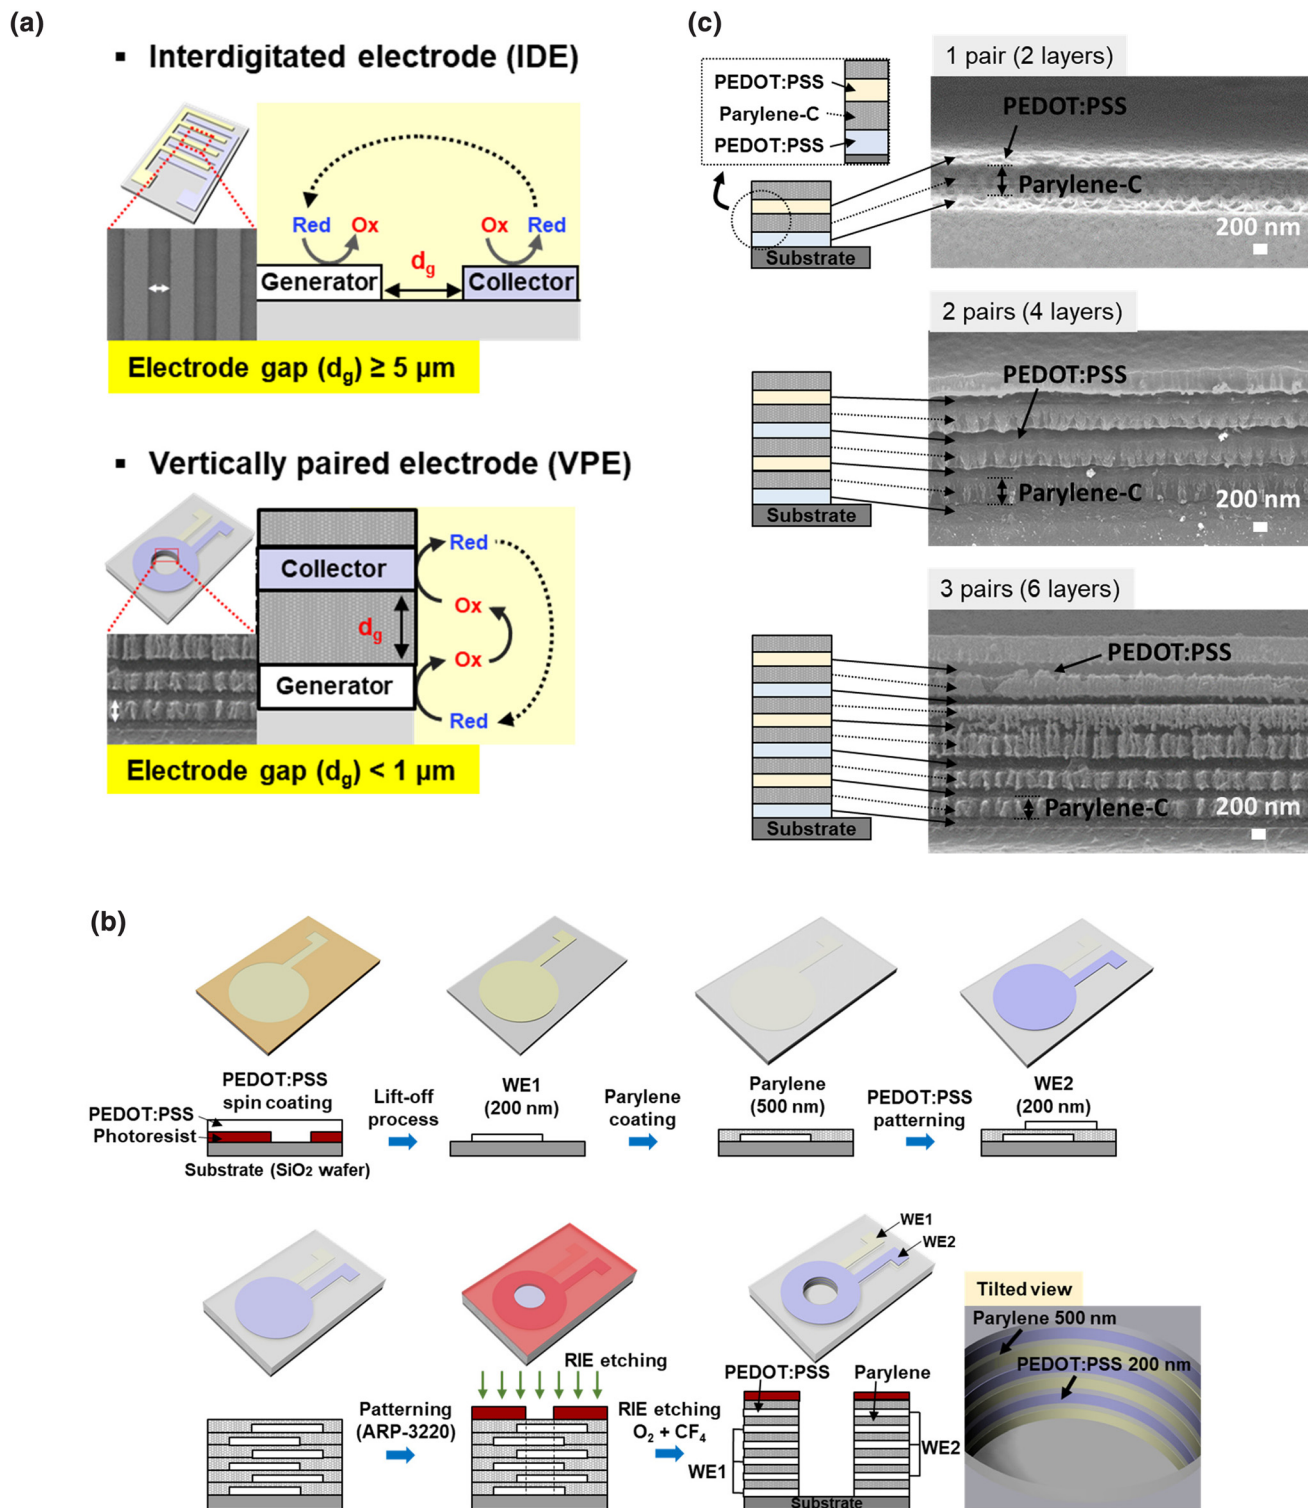 (a)
▪ Interdigitated electrode (IDE)
Red
Ox
Ox
Red
Generator
dg
Collector
Electrode gap (dg) ≥ 5 μm
▪ Vertically paired electrode (VPE)
Collector
Red
Ox
dg
Ox
Generator
Red
Electrode gap (dg) < 1 μm
(c)
1 pair (2 layers)
PEDOT:PSS
Parylene-C
PEDOT:PSS
Substrate
PEDOT:PSS
Parylene-C
200 nm
2 pairs (4 layers)
PEDOT:PSS
Parylene-C
200 nm
Substrate
3 pairs (6 layers)
PEDOT:PSS
Parylene-C
200 nm
Substrate
(b)
PEDOT:PSS
spin coating
PEDOT:PSS
Photoresist
Substrate (SiO2 wafer)
Lift-off
process
WE1
(200 nm)
Parylene
coating
Parylene
(500 nm)
PEDOT:PSS
patterning
WE2
(200 nm)
Patterning
(ARP-3220)
RIE etching
RIE etching
O2 + CF4
WE1
WE2
PEDOT:PSS
Parylene
WE1
WE2
Substrate
Tilted view
Parylene 500 nm
PEDOT:PSS 200 nm